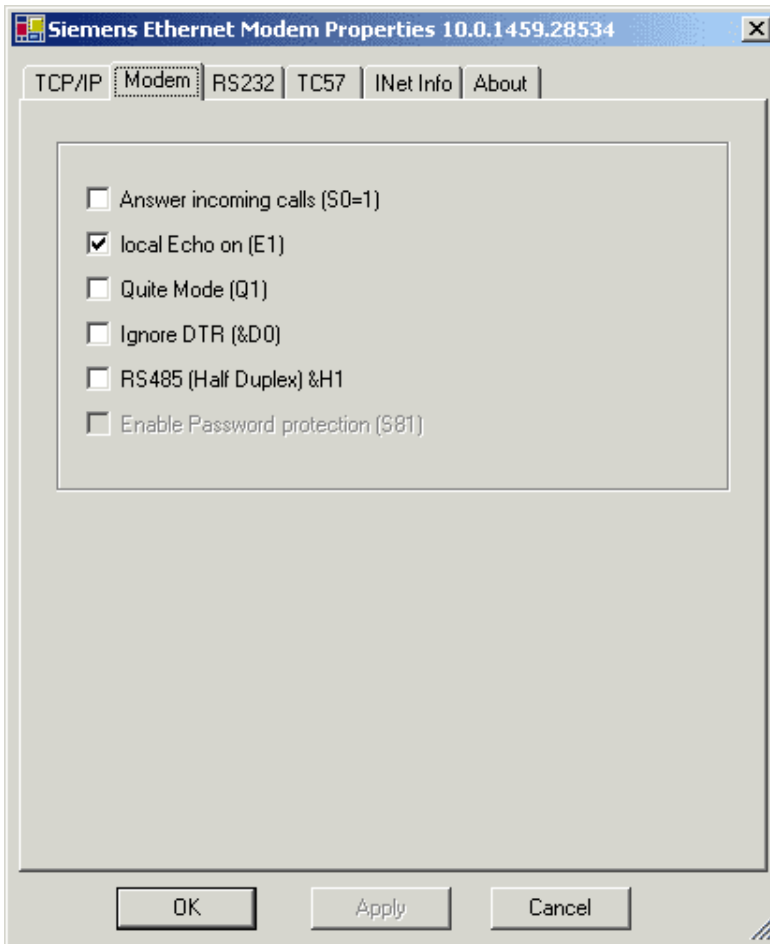 Siemens Ethernet Modem Properties 10.0.1459.28534
TCP/IP Modem RS232 TC57 INet Info About
Answer incoming calls (S0=1)
local Echo on (E1)
Quite Mode (Q1)
Ignore DTR (&D0)
RS485 (Half Duplex) &H1
Enable Password protection (S81)
OK Apply Cancel